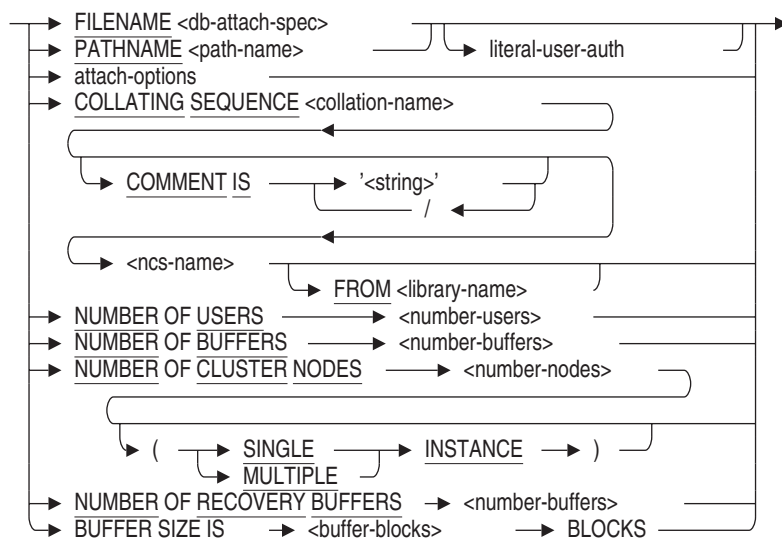 FILENAME <db-attach-spec>
PATHNAME <path-name> literal-user-auth
attach-options
COLLATING SEQUENCE <collation-name>
COMMENT IS '<string>'
/
<ncs-name>
FROM <library-name>
NUMBER OF USERS <number-users>
NUMBER OF BUFFERS <number-buffers>
NUMBER OF CLUSTER NODES <number-nodes>
( SINGLE INSTANCE )
MULTIPLE
NUMBER OF RECOVERY BUFFERS <number-buffers>
BUFFER SIZE IS <buffer-blocks> BLOCKS